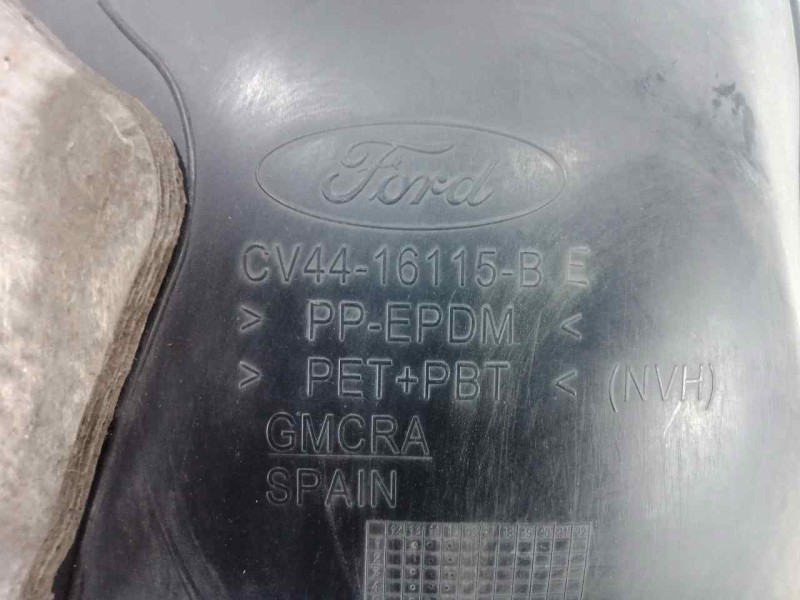 Ford
CV44-16115-B E
> PP-EPDM <
> PET+PBT < (NVH)
GMCRA
SPAIN